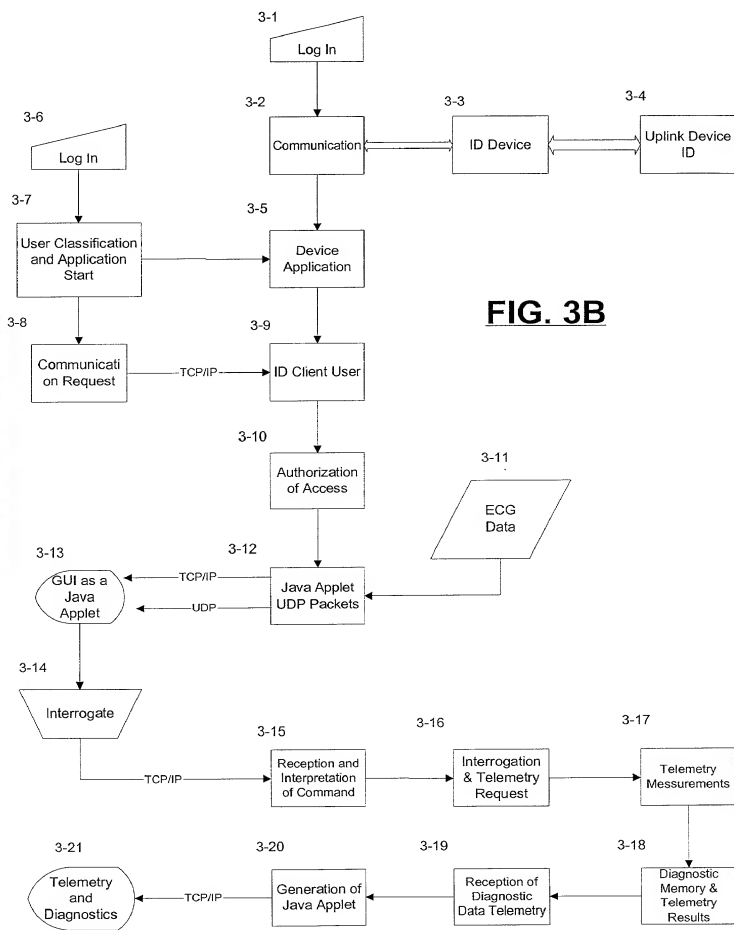 3-1
Log In
3-2
3-3
3-4
3-6
Log In
Communication
ID Device
Uplink Device
ID
3-7
3-5
User Classification
and Application
Start
Device
Application
FIG. 3B
3-8
3-9
Communicati
on Request
TCP/IP
ID Client User
3-10
Authorization
of Access
3-11
ECG
Data
3-13
3-12
GUI as a
Java
Applet
TCP/IP
UDP
Java Applet
UDP Packets
3-14
Interrogate
TCP/IP
3-15
3-16
3-17
Reception and
Interpretation
of Command
Interrogation
& Telemetry
Request
Telemetry
Messurements
3-21
3-20
3-19
3-18
Telemetry
and
Diagnostics
TCP/IP
Generation of
Java Applet
Reception of
Diagnostic
Data Telemetry
Diagnostic
Memory &
Telemetry
Results